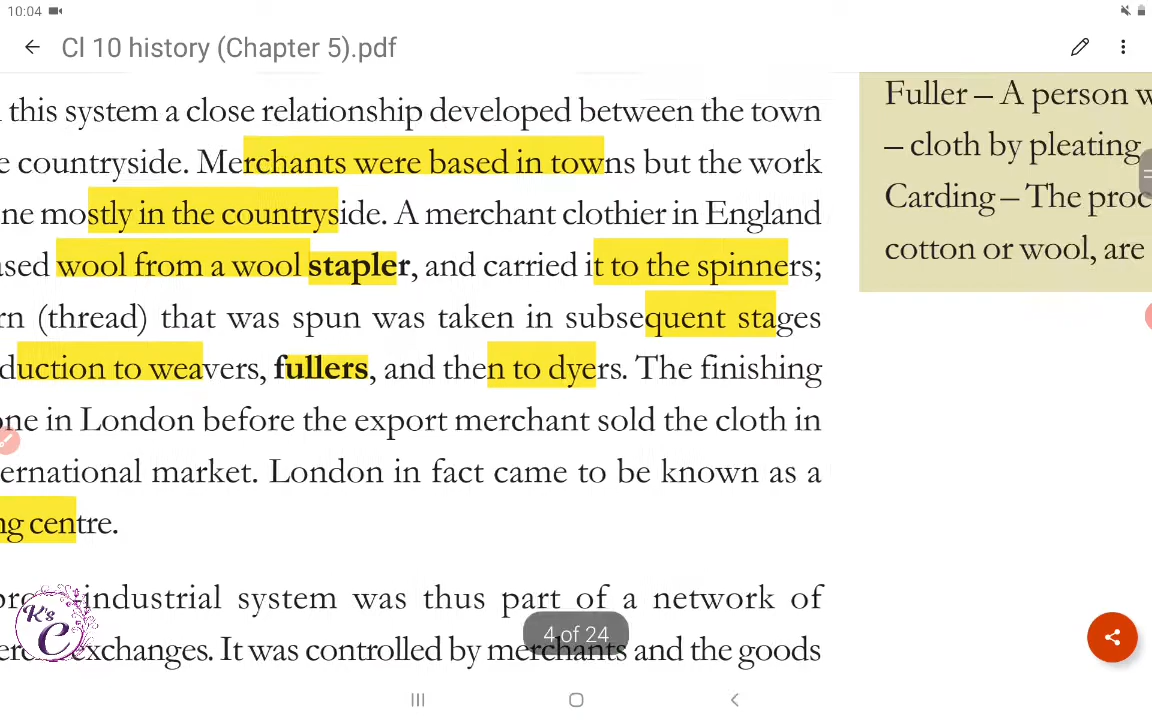 10:04
Cl 10 history (Chapter 5).pdf
this system a close relationship developed between the town
e countryside. Merchants were based in towns but the work
ne mostly in the countryside. A merchant clothier in England
ased wool from a wool stapler, and carried it to the spinners;
rn (thread) that was spun was taken in subsequent stages
duction to weavers, fullers, and then to dyers. The finishing
one in London before the export merchant sold the cloth in
ernational market. London in fact came to be known as a
ng centre.
industrial system was thus part of a network of
exchanges. It was controlled by merchants and the goods
Fuller – A person w
– cloth by pleating
Carding – The proc
cotton or wool, are
K's C
4 of 24